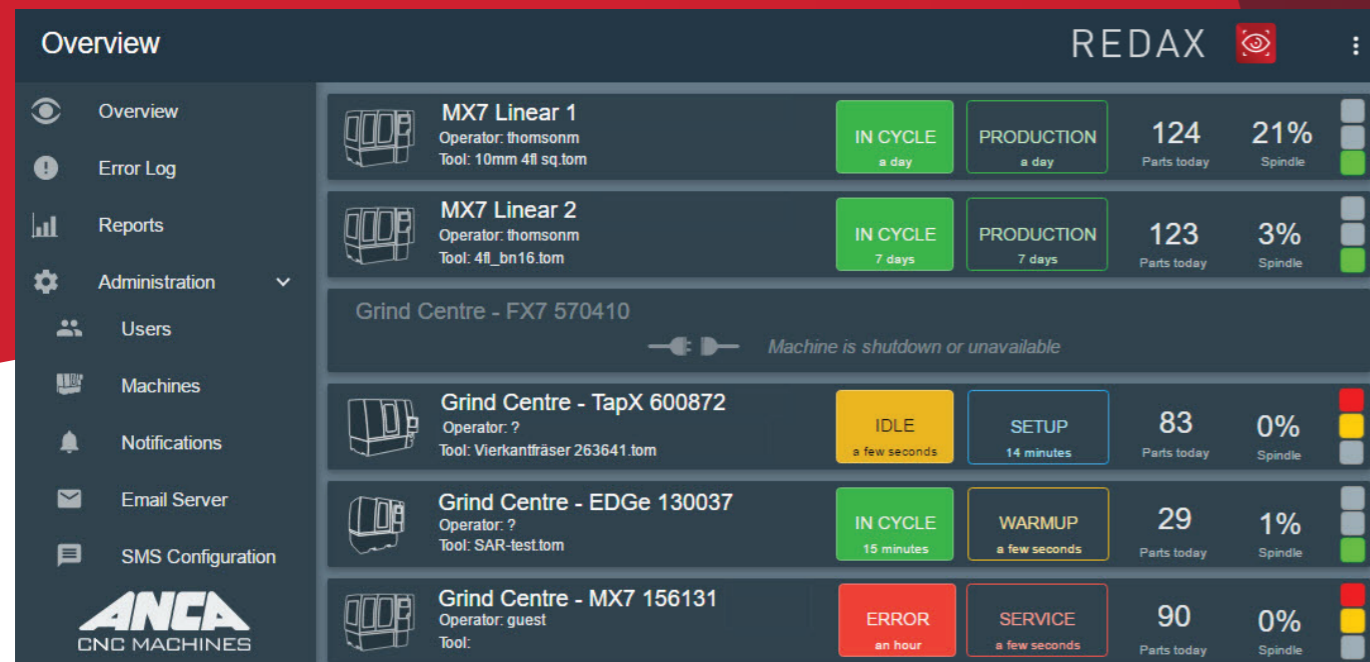 Overview
REDAX
Overview
Error Log
Reports
Administration
Users
Machines
Notifications
Email Server
SMS Configuration
ANCA
CNC MACHINES
MX7 Linear 1
Operator: thomsonm
Tool: 10mm 4fl sq.tom
IN CYCLE
a day
PRODUCTION
a day
124
Parts today
21%
Spindle
MX7 Linear 2
Operator: thomsonm
Tool: 4fl_bn16.tom
IN CYCLE
7 days
PRODUCTION
7 days
123
Parts today
3%
Spindle
Grind Centre - FX7 570410
Machine is shutdown or unavailable
Grind Centre - TapX 600872
Operator: ?
Tool: Vierkantfräser 263641.tom
IDLE
a few seconds
SETUP
14 minutes
83
Parts today
0%
Spindle
Grind Centre - EDGe 130037
Operator: ?
Tool: SAR-test.tom
IN CYCLE
15 minutes
WARMUP
a few seconds
29
Parts today
1%
Spindle
Grind Centre - MX7 156131
Operator: guest
Tool:
ERROR
an hour
SERVICE
a few seconds
90
Parts today
0%
Spindle